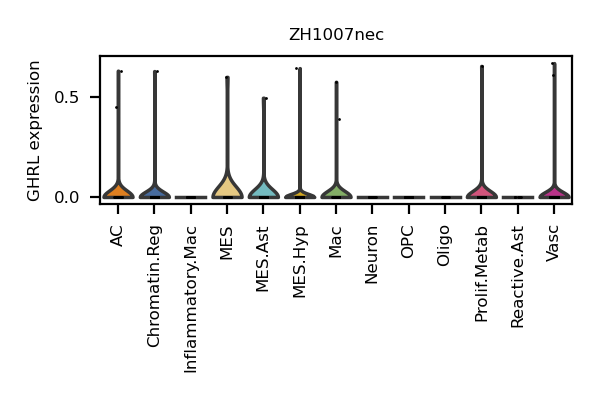 ZH1007nec
GHRL expression
0.5
0.0
AC
Chromatin.Reg
Inflammatory.Mac
MES
MES.Ast
MES.Hyp
Mac
Neuron
OPC
Oligo
Prolif.Metab
Reactive.Ast
Vasc